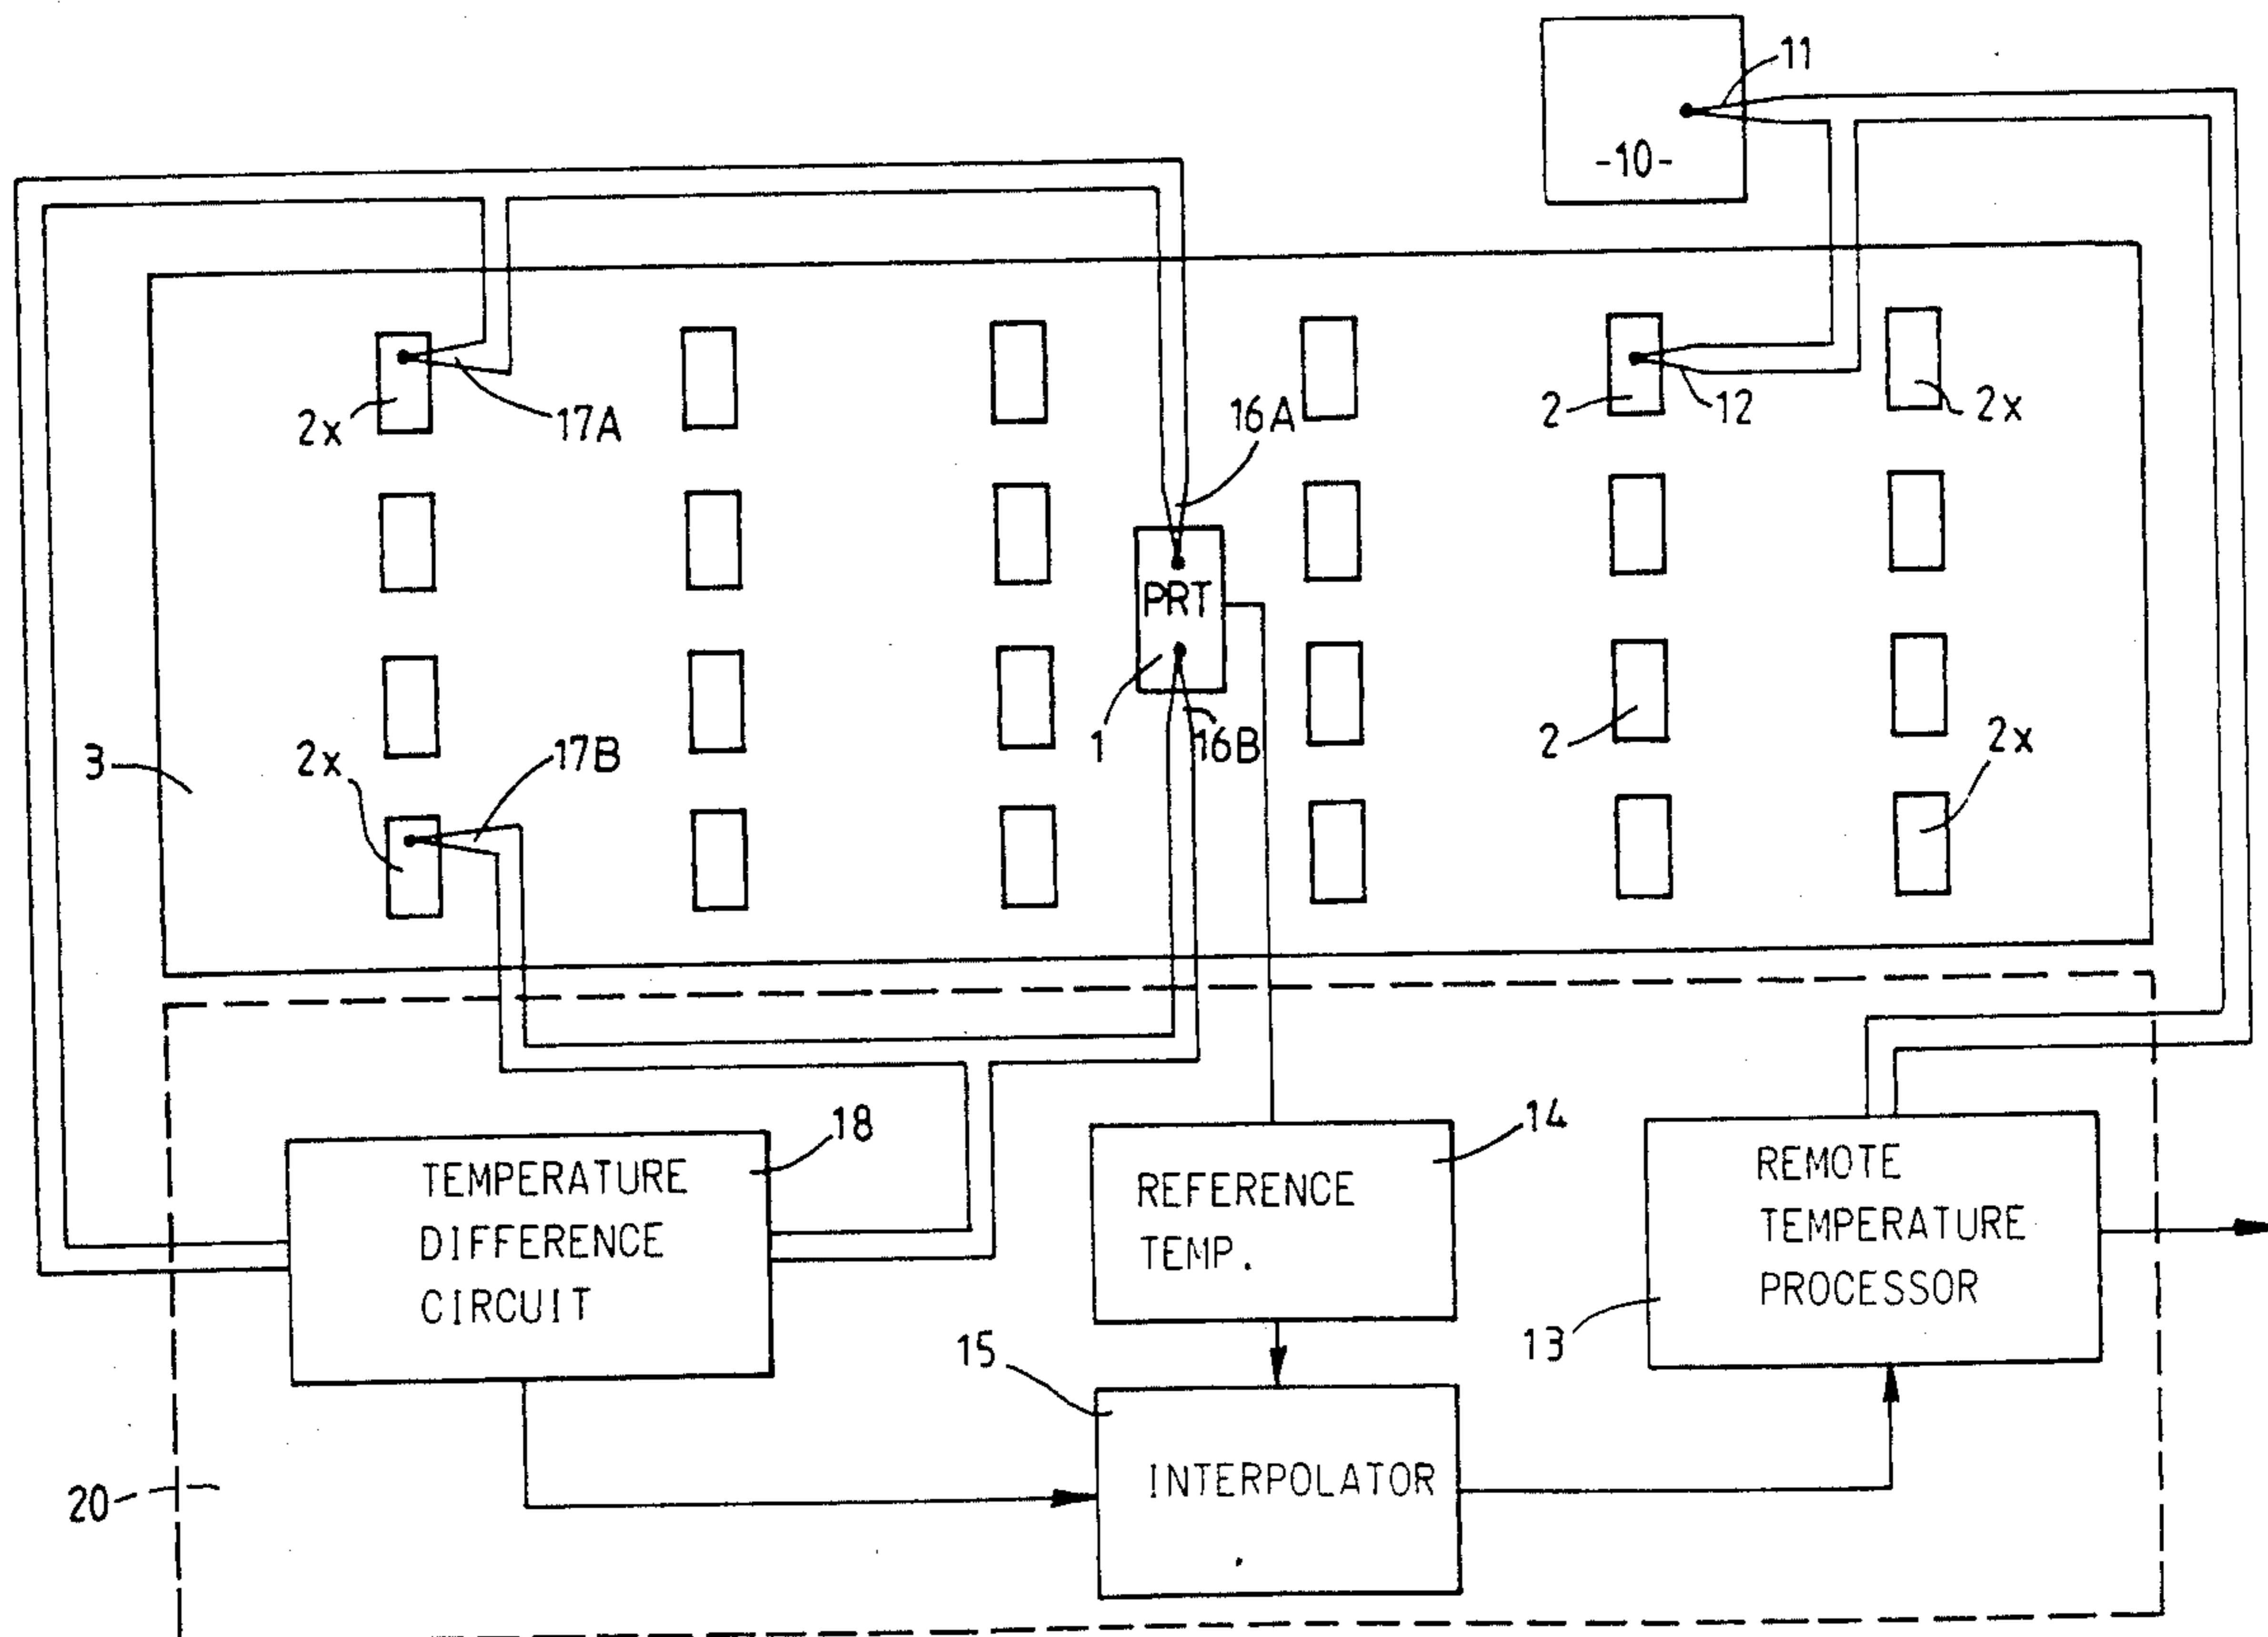 11
-10-
2x
17A
16A
2
12
2x
PRT
1
16B
2
2x
3
2x
17B
18
TEMPERATURE
DIFFERENCE
CIRCUIT
14
REFERENCE
TEMP.
REMOTE
TEMPERATURE
PROCESSOR
13
15
INTERPOLATOR
20